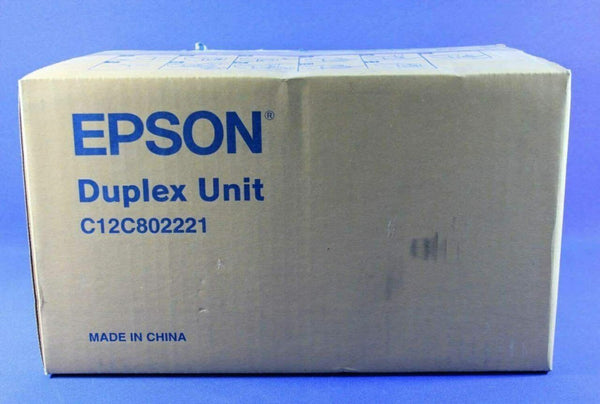 EPSON®
Duplex Unit
C12C802221
MADE IN CHINA